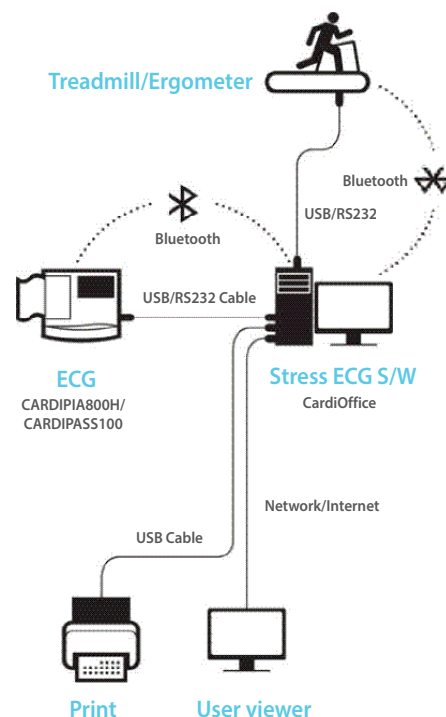 Treadmill/Ergometer
Bluetooth
USB/RS232
Bluetooth
USB/RS232 Cable
ECG
CARDIPIA800H/
CARDIPASS100
Stress ECG S/W
CardiOffice
Network/Internet
USB Cable
Print
User viewer